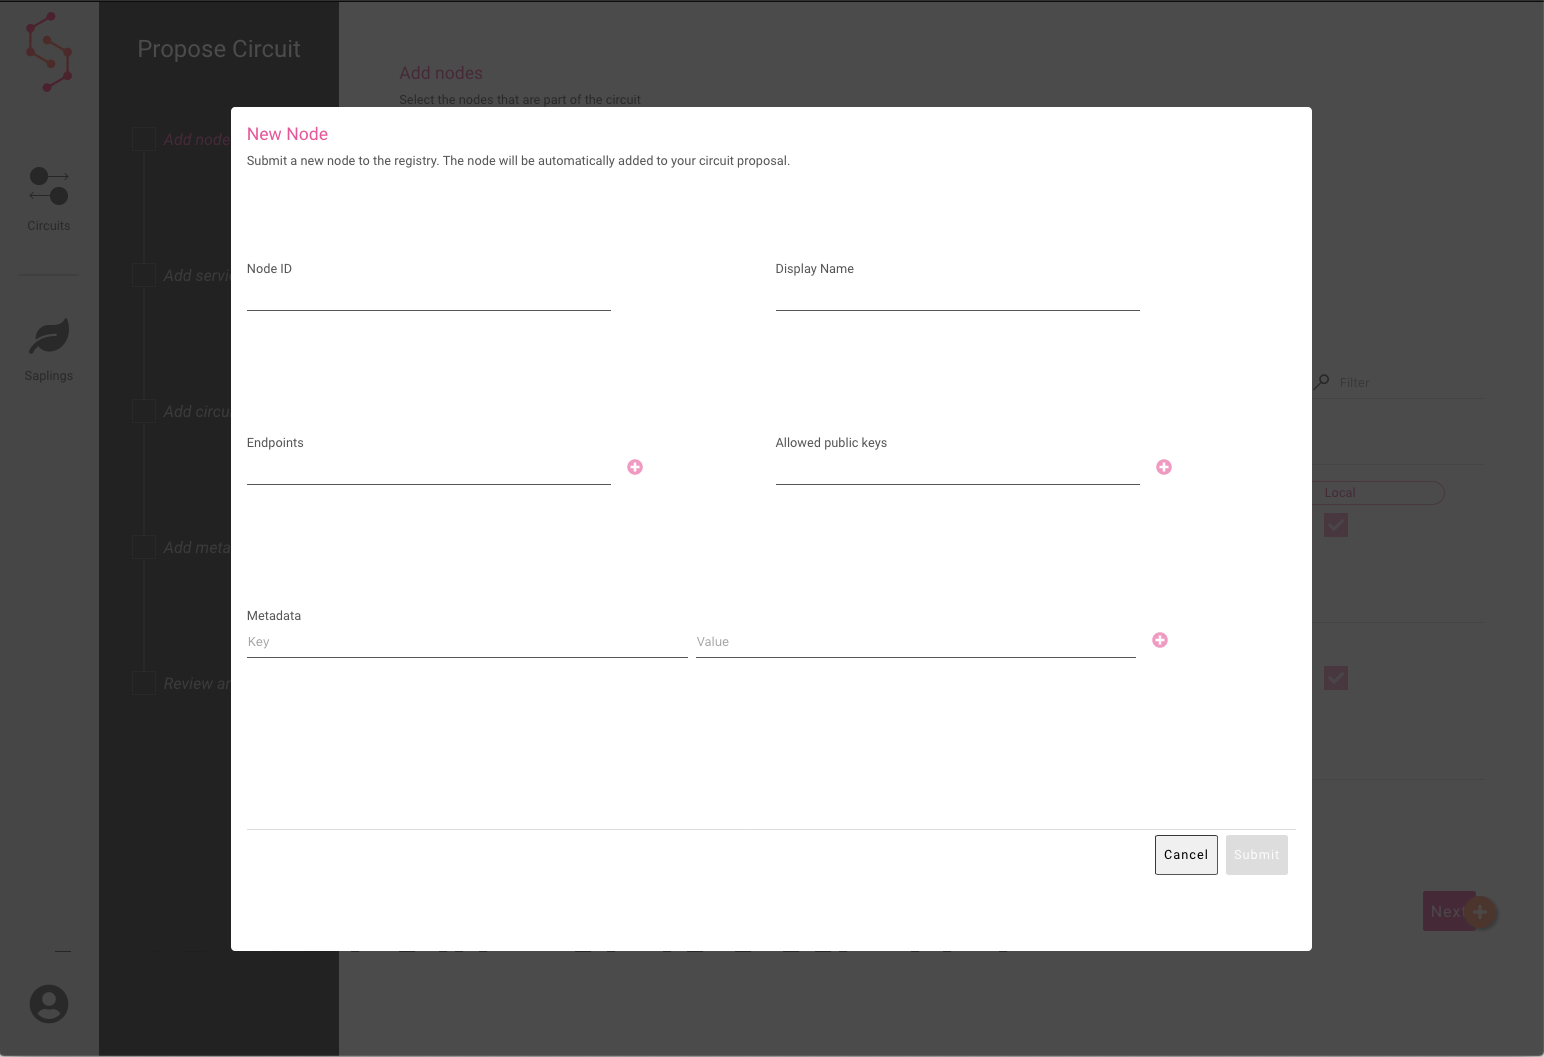 Propose Circuit
Add nodes
Select the nodes that are part of the circuit
Add node
Circuits
Add servi
Saplings
Add circu
Add meta
Review ar
New Node
Submit a new node to the registry. The node will be automatically added to your circuit proposal.
Node ID
Display Name
Endpoints
Allowed public keys
Metadata
Key
Value
Cancel
Submit
Filter
Local
Next